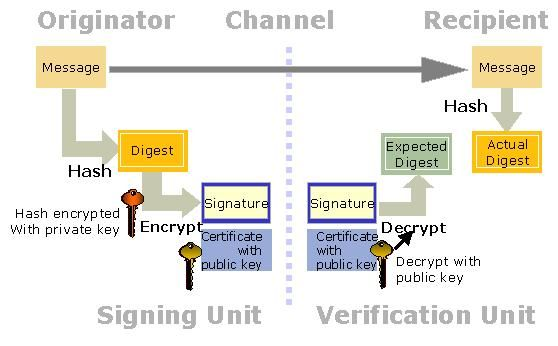 Originator Channel Recipient
Message Message
Hash
Digest
Hash
Expected
Digest
Actual
Digest
Hash encrypted
With private key
Encrypt
Signature
Signature
Decrypt
Certificate
with
public key
Certificate
with
public key
Decrypt with
public key
Signing Unit Verification Unit